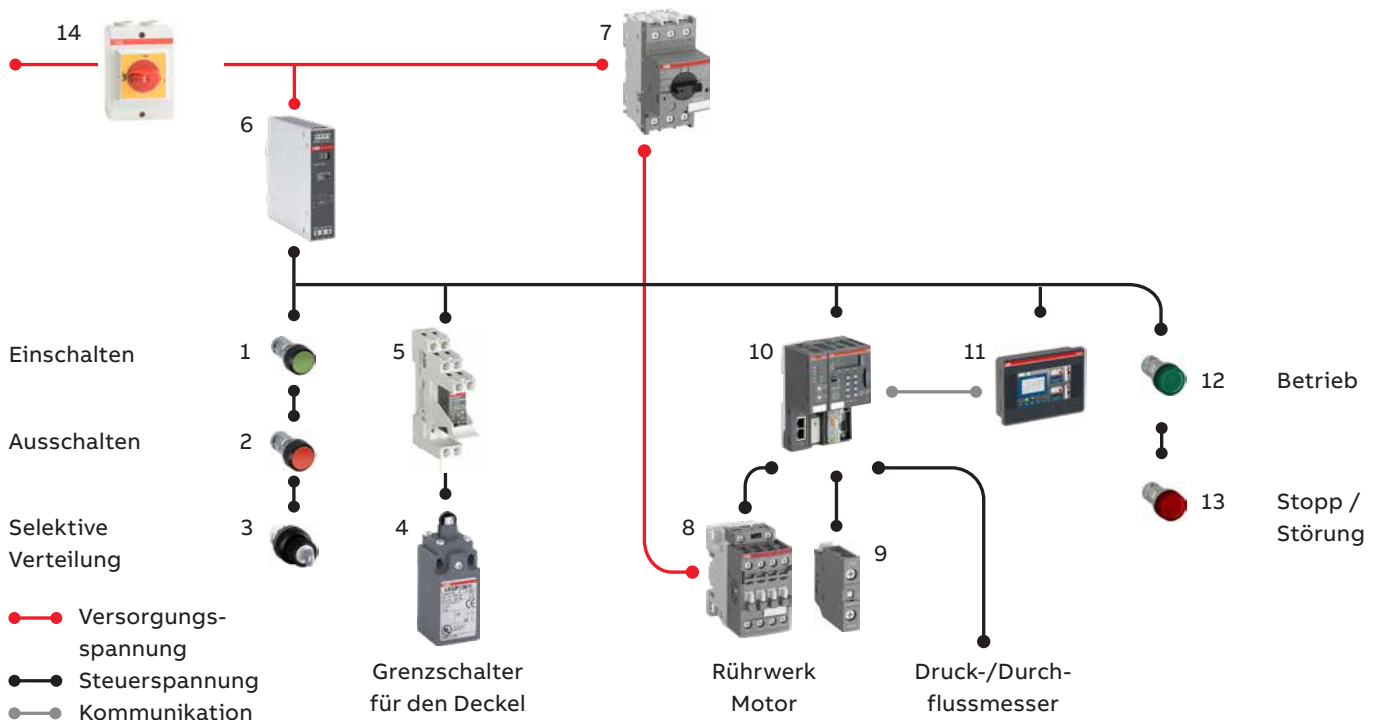 14
7
6
Einschalten
1
5
10
11
12
Betrieb
Ausschalten
2
13
Stopp /
Störung
Selektive
Verteilung
3
4
8
9
Versorgungs-
spannung
Steuerspannung
Kommunikation
Grenzschalter
für den Deckel
Rührwerk
Motor
Druck-/Durch-
flussmesser